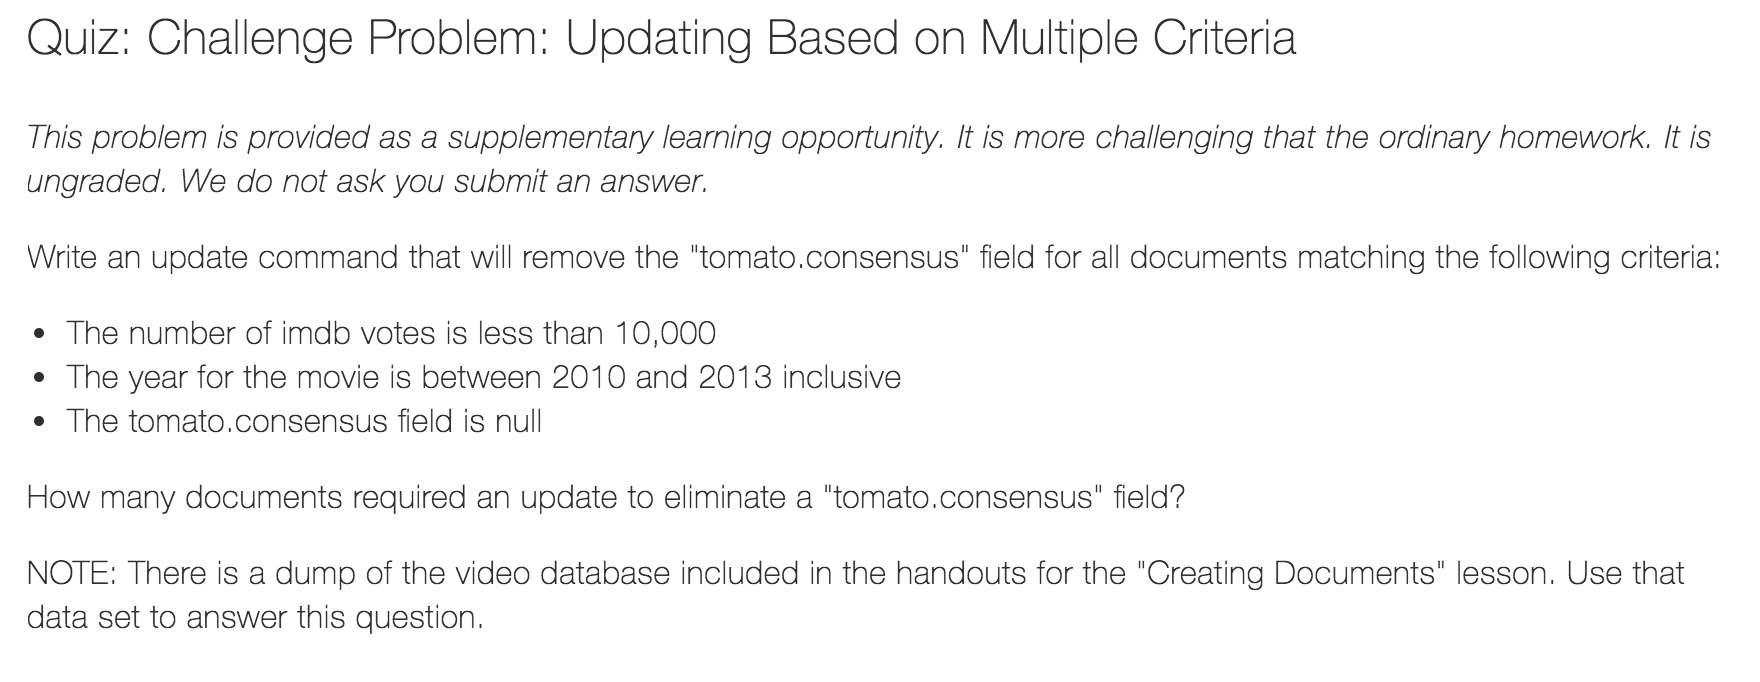 Quiz: Challenge Problem: Updating Based on Multiple Criteria
This problem is provided as a supplementary learning opportunity. It is more challenging that the ordinary homework. It is
ungraded. We do not ask you submit an answer.
Write an update command that will remove the "tomato.consensus" field for all documents matching the following criteria:
• The number of imdb votes is less than 10,000
• The year for the movie is between 2010 and 2013 inclusive
• The tomato.consensus field is null
How many documents required an update to eliminate a "tomato.consensus" field?
NOTE: There is a dump of the video database included in the handouts for the "Creating Documents" lesson. Use that
data set to answer this question.